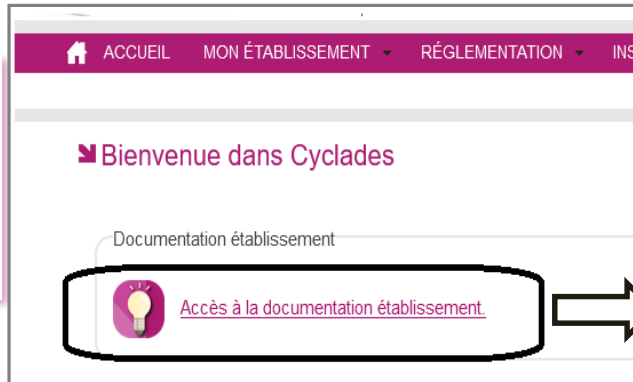 ACCUEIL MON ÉTABLISSEMENT RÉGLEMENTATION
Bienvenue dans Cyclades
Documentation établissement
Accès à la documentation établissement.